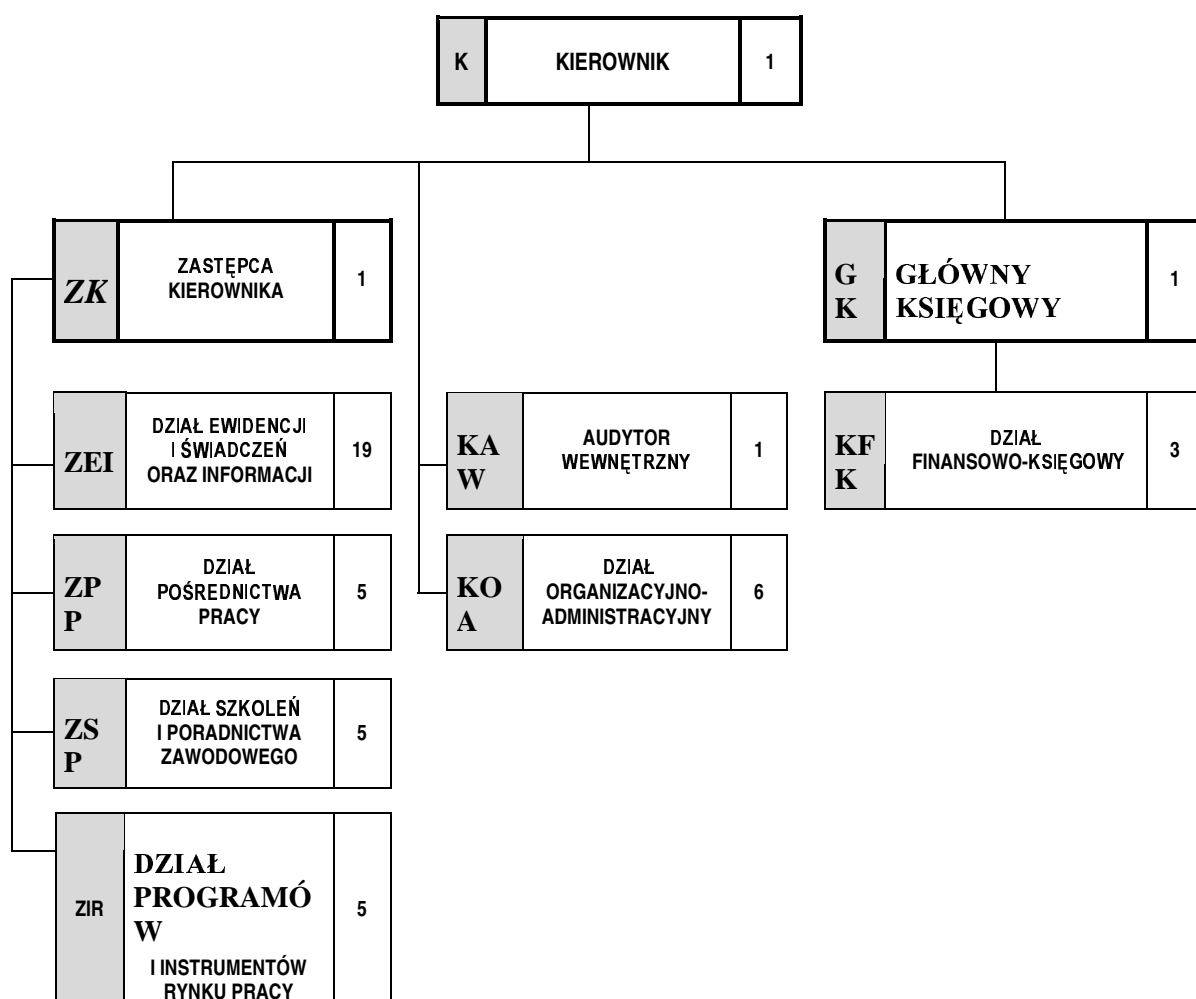 K
KIEROWNIK
1
ZK
ZASTĘPCA
KIEROWNIKA
1
G
K
GŁÓWNY
KSIĘGOWY
1
ZEI
DZIAŁ EWIDENCJI
I ŚWIADCZEŃ
ORAZ INFORMACJI
19
KA
W
AUDYTOR
WEWNĘTRZNY
1
KF
K
DZIAŁ
FINANSOWO-KSIĘGOWY
3
ZP
P
DZIAŁ
POŚREDNICTWA
PRACY
5
KO
A
DZIAŁ
ORGANIZACYJNO-
ADMINISTRACYJNY
6
ZS
P
DZIAŁ SZKOLEŃ
I PORADNICTWA
ZAWODOWEGO
5
ZIR
DZIAŁ
PROGRAMÓ
W
I INSTRUMENTÓW
RYNKU PRACY
5